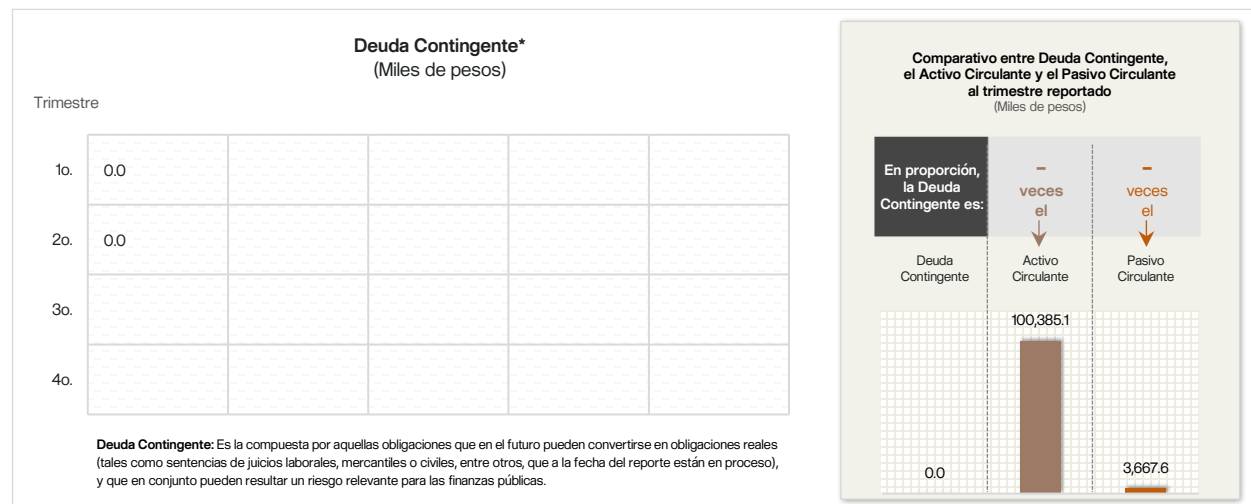 Deuda Contingente*
(Miles de pesos)
Trimestre
1o. 0.0
2o. 0.0
3o.
4o.
Deuda Contingente: Es la compuesta por aquellas obligaciones que en el futuro pueden convertirse en obligaciones reales
(tales como sentencias de juicios laborales, mercantiles o civiles, entre otros, que a la fecha del reporte están en proceso),
y que en conjunto pueden resultar un riesgo relevante para las finanzas públicas.
Comparativo entre Deuda Contingente,
el Activo Circulante y el Pasivo Circulante
al trimestre reportado
(Miles de pesos)
En proporción,
la Deuda
Contingente es:
–
veces
el
–
veces
el
Deuda
Contingente
Activo
Circulante
Pasivo
Circulante
0.0
100,385.1
3,667.6